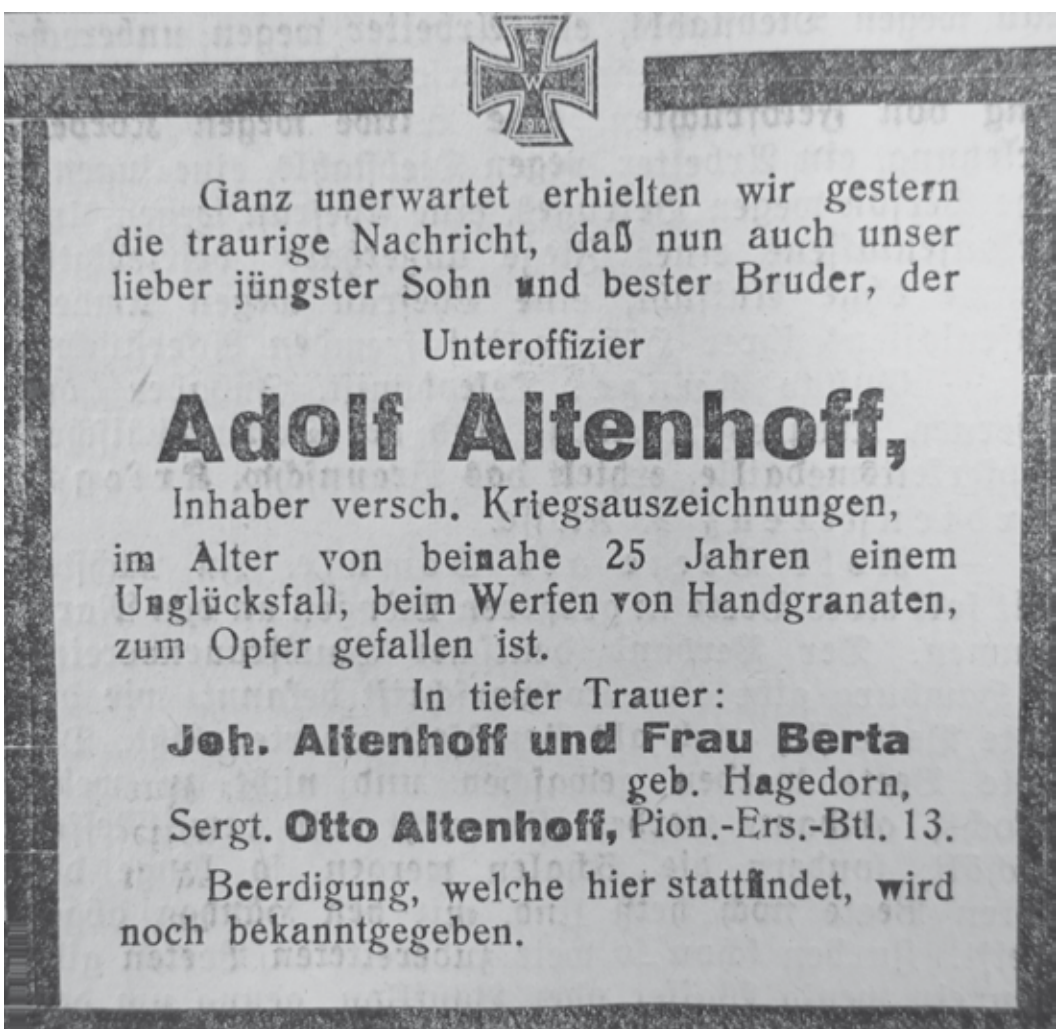 W
Ganz unerwartet erhielten wir gestern
die traurige Nachricht, daß nun auch unser
lieber jüngster Sohn und bester Bruder, der
Unteroffizier
Adolf Altenhoff,
Inhaber versch. Kriegsauszeichnungen,
im Alter von beinahe 25 Jahren einem
Unglücksfall, beim Werfen von Handgranaten,
zum Opfer gefallen ist.
In tiefer Trauer:
Joh. Altenhoff und Frau Berta
geb. Hagedorn,
Sergt. Otto Altenhoff, Pion.-Ers.-Btl. 13.
Beerdigung, welche hier stattfindet, wird
noch bekanntgegeben.